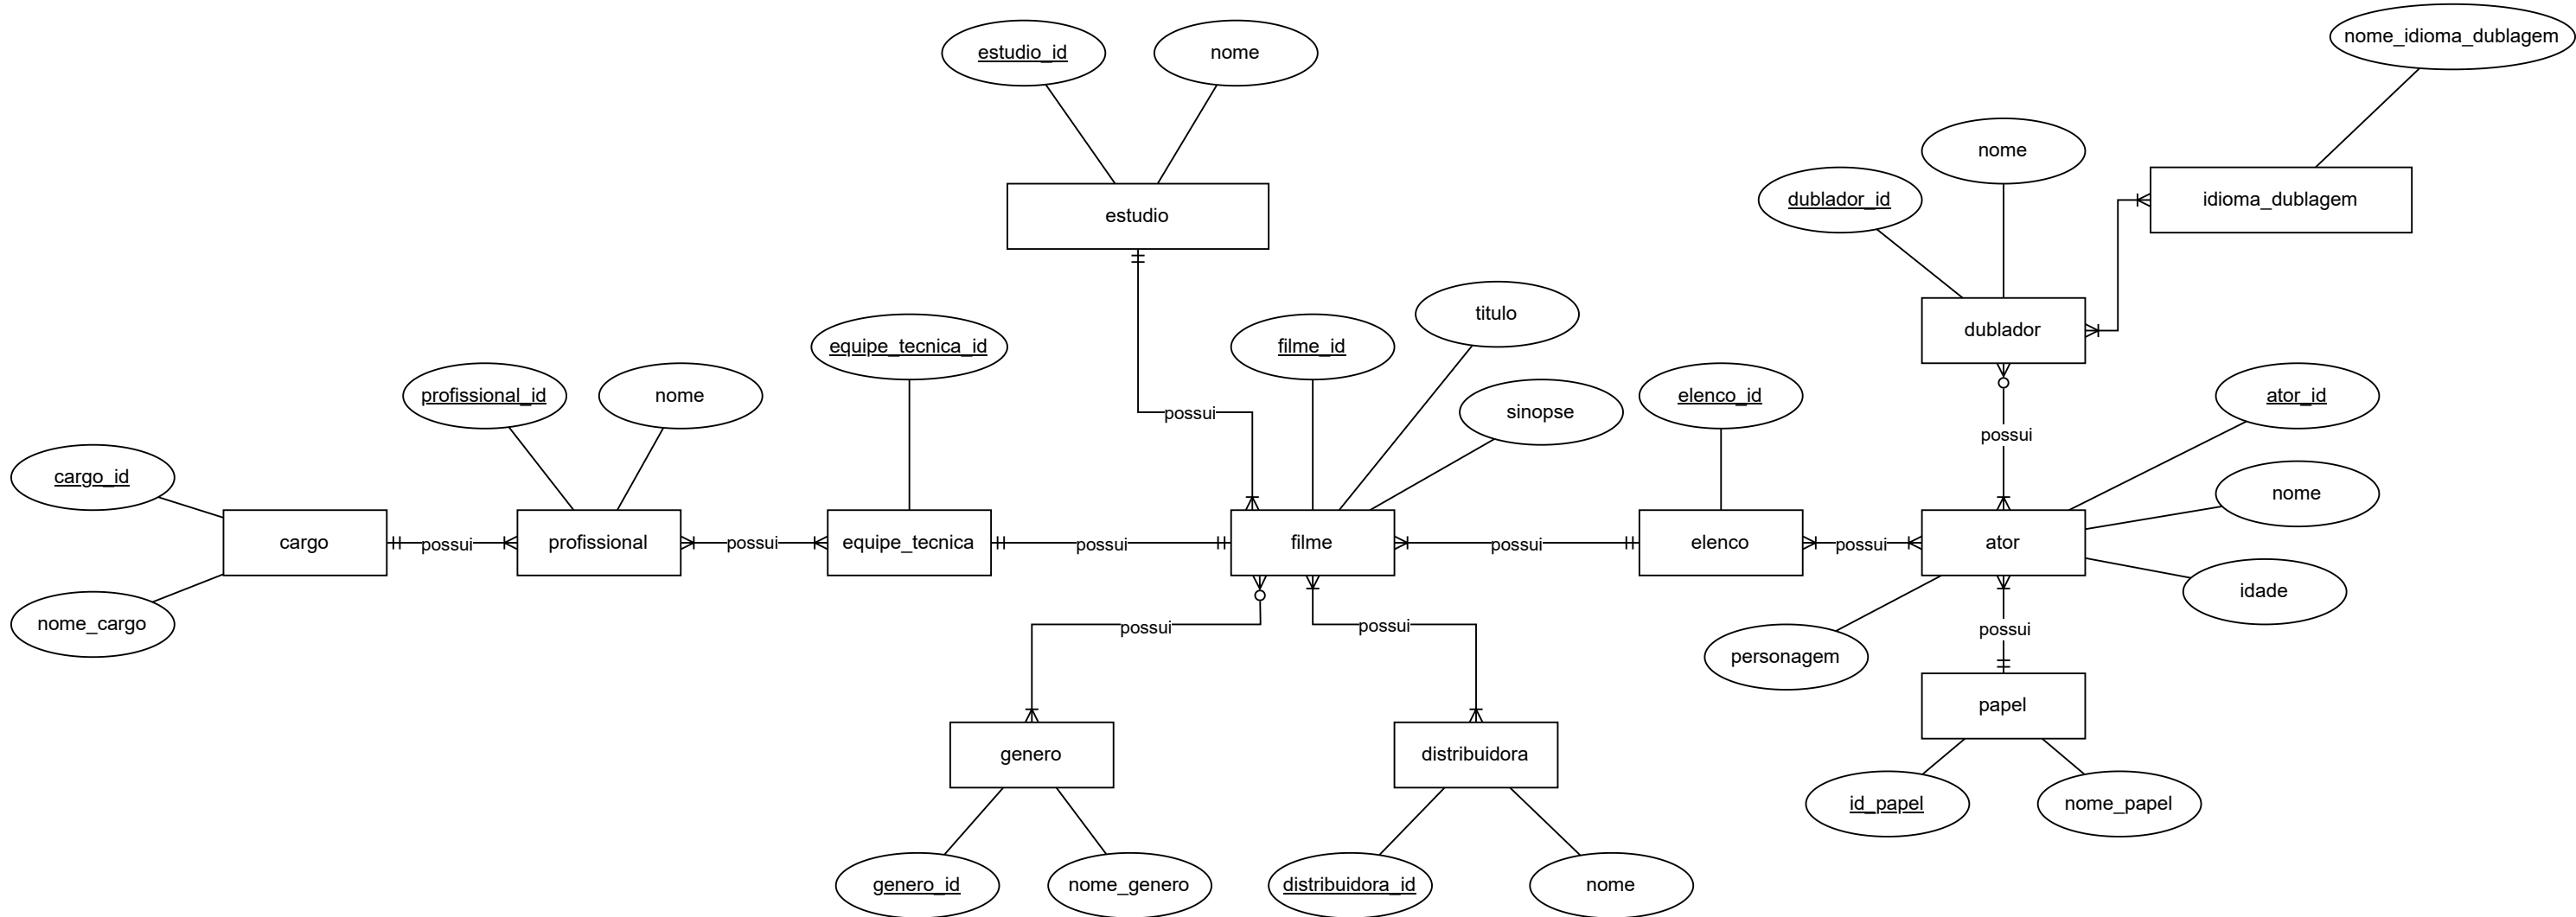 nome_idioma_dublagem
estudio_id
nome
nome
dublador_id
idioma_dublagem
estudio
titulo
dublador
equipe_tecnica_id
filme_id
profissional_id
nome
elenco_id
ator_id
possui
sinopse
possui
cargo_id
nome
cargo
possui
profissional
possui
equipe_tecnica
possui
filme
possui
elenco
possui
ator
idade
nome_cargo
possui
possui
possui
personagem
papel
genero
distribuidora
id_papel
nome_papel
genero_id
nome_genero
distribuidora_id
nome